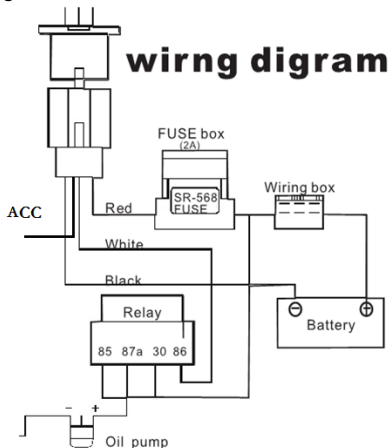 wirng digram
FUSE box
(2A)
SR-568
FUSE
Wiring box
ACC
Red
White
Black
Relay
85 87a 30 86
Battery
⊖ ⊕
− +
Oil pump